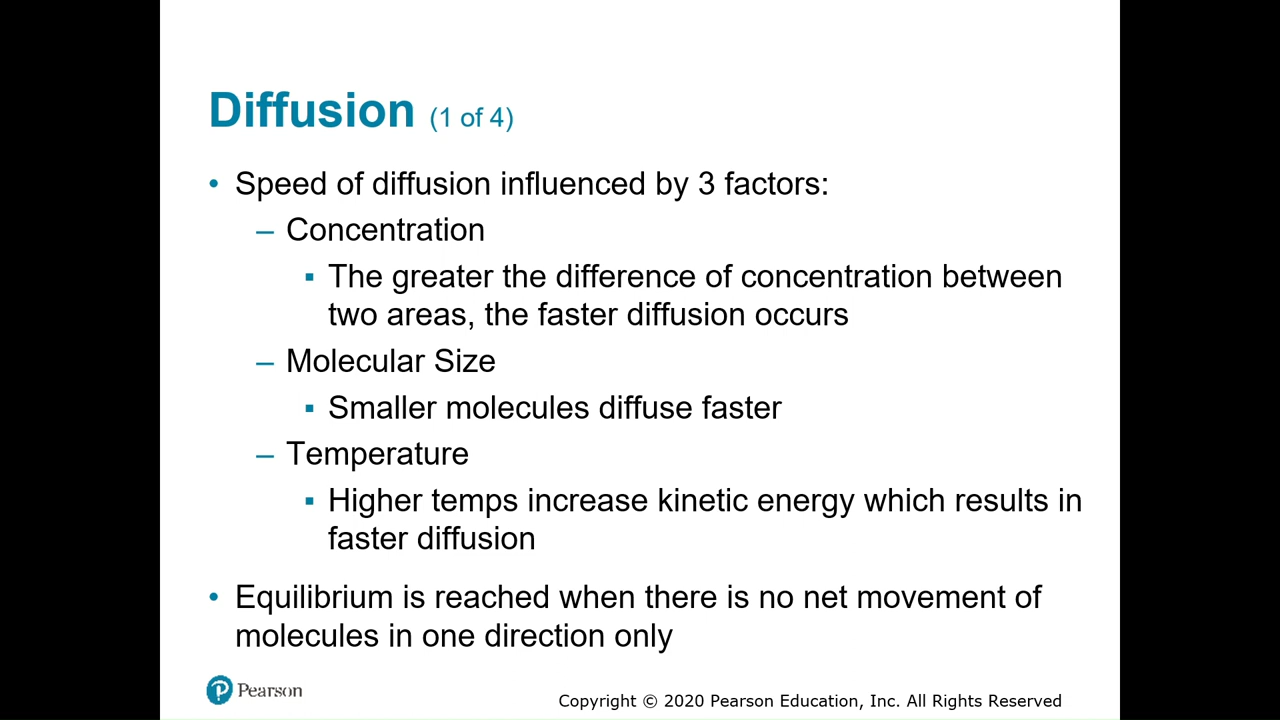 Diffusion (1 of 4)
• Speed of diffusion influenced by 3 factors:
– Concentration
▪ The greater the difference of concentration between
two areas, the faster diffusion occurs
– Molecular Size
▪ Smaller molecules diffuse faster
– Temperature
▪ Higher temps increase kinetic energy which results in
faster diffusion
• Equilibrium is reached when there is no net movement of
molecules in one direction only
P Pearson
Copyright © 2020 Pearson Education, Inc. All Rights Reserved